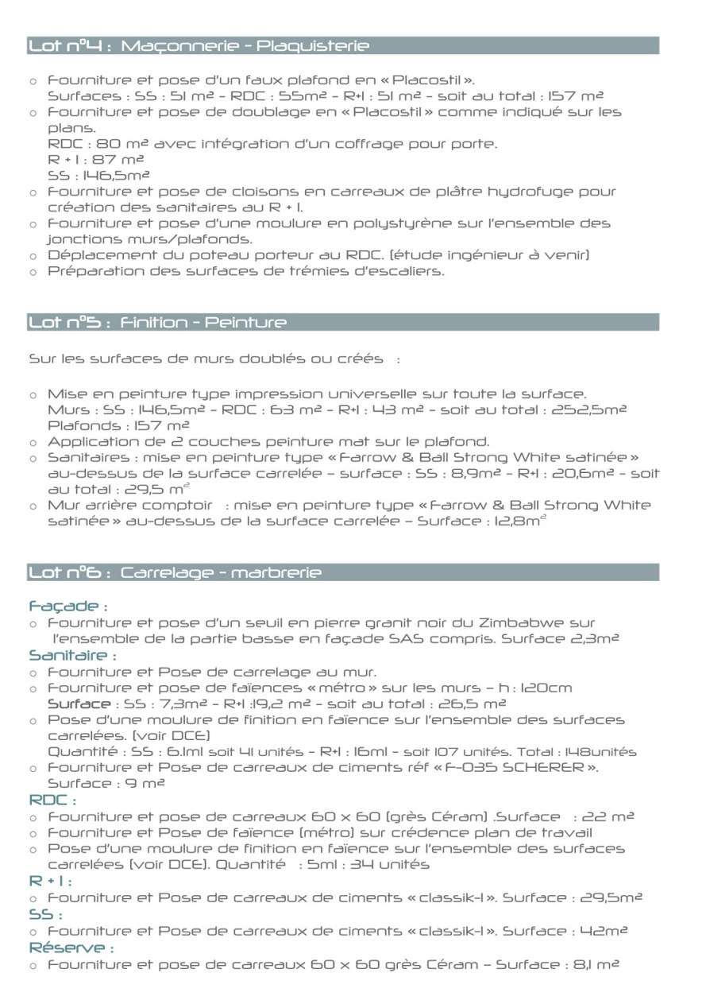 Lot n°4 : Maçonnerie - Plaquisterie
○ Fourniture et pose d'un faux plafond en « Placostil ».
Surfaces : SS : 51 m² - RDC : 55m² - R+1 : 51 m² - soit au total : 157 m²
○ Fourniture et pose de doublage en « Placostil » comme indiqué sur les
plans.
RDC : 80 m² avec intégration d'un coffrage pour porte.
R + 1 : 87 m²
SS : 146,5m²
○ Fourniture et pose de cloisons en carreaux de plâtre hydrofuge pour
création des sanitaires au R + 1.
○ Fourniture et pose d'une moulure en polystyrène sur l'ensemble des
jonctions murs/plafonds.
○ Déplacement du poteau porteur au RDC. (étude ingénieur à venir)
○ Préparation des surfaces de trémies d'escaliers.
Lot n°5 : Finition - Peinture
Sur les surfaces de murs doublés ou créés :
○ Mise en peinture type impression universelle sur toute la surface.
Murs : SS : 146,5m² - RDC : 63 m² - R+1 : 43 m² - soit au total : 252,5m²
Plafonds : 157 m²
○ Application de 2 couches peinture mat sur le plafond.
○ Sanitaires : mise en peinture type « Farrow & Ball Strong White satinée »
au-dessus de la surface carrelée – surface : SS : 8,9m² - R+1 : 20,6m² - soit
au total : 29,5 m²
○ Mur arrière comptoir : mise en peinture type « Farrow & Ball Strong White
satinée » au-dessus de la surface carrelée – Surface : 12,8m²
Lot n°6 : Carrelage - marbrerie
Façade :
○ Fourniture et pose d'un seuil en pierre granit noir du Zimbabwe sur
l'ensemble de la partie basse en façade SAS compris. Surface 2,3m²
Sanitaire :
○ Fourniture et Pose de carrelage au mur.
○ Fourniture et pose de faïences « métro » sur les murs – h : 120cm
Surface : SS : 7,3m² - R+1 :19,2 m² - soit au total : 26,5 m²
○ Pose d'une moulure de finition en faïence sur l'ensemble des surfaces
carrelées. (voir DCE)
Quantité : SS : 6.1ml soit 41 unités - R+1 : 16ml - soit 107 unités. Total : 148unités
○ Fourniture et Pose de carreaux de ciments réf « F-035 SCHERER ».
Surface : 9 m²
RDC :
○ Fourniture et pose de carreaux 60 x 60 (grès Céram) .Surface : 22 m²
○ Fourniture et Pose de faïence (métro) sur crédence plan de travail
○ Pose d'une moulure de finition en faïence sur l'ensemble des surfaces
carrelées (voir DCE). Quantité : 5ml : 34 unités
R + 1 :
○ Fourniture et Pose de carreaux de ciments « classik-1 ». Surface : 29,5m²
SS :
○ Fourniture et Pose de carreaux de ciments « classik-1 ». Surface : 42m²
Réserve :
○ Fourniture et pose de carreaux 60 x 60 grès Céram – Surface : 8,1 m²